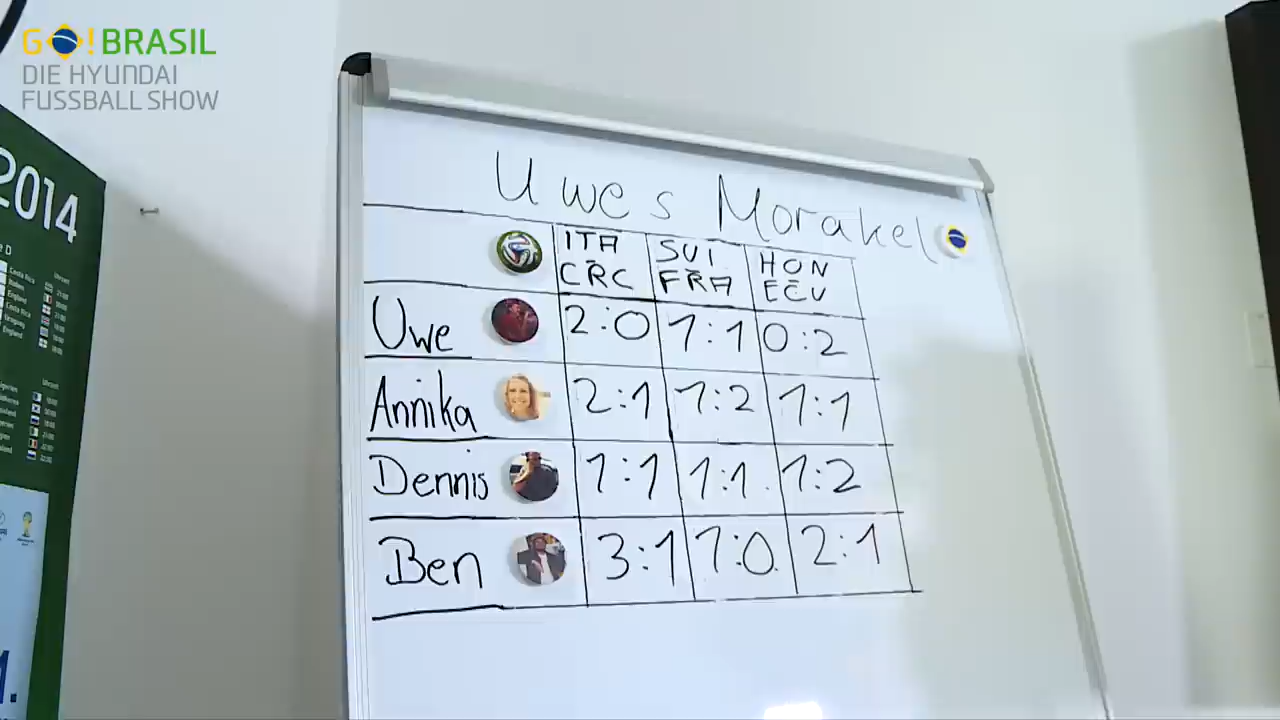 GO!BRASIL
DIE HYUNDAI
FUSSBALL SHOW
2014
Uwes Morakel
ITA SUI HON
CRC FRA ECU
Uwe 2:0 1:1 0:2
Annika 2:1 1:2 1:1
Dennis 1:1 1:1 1:2
Ben 3:1 1:0 2:1